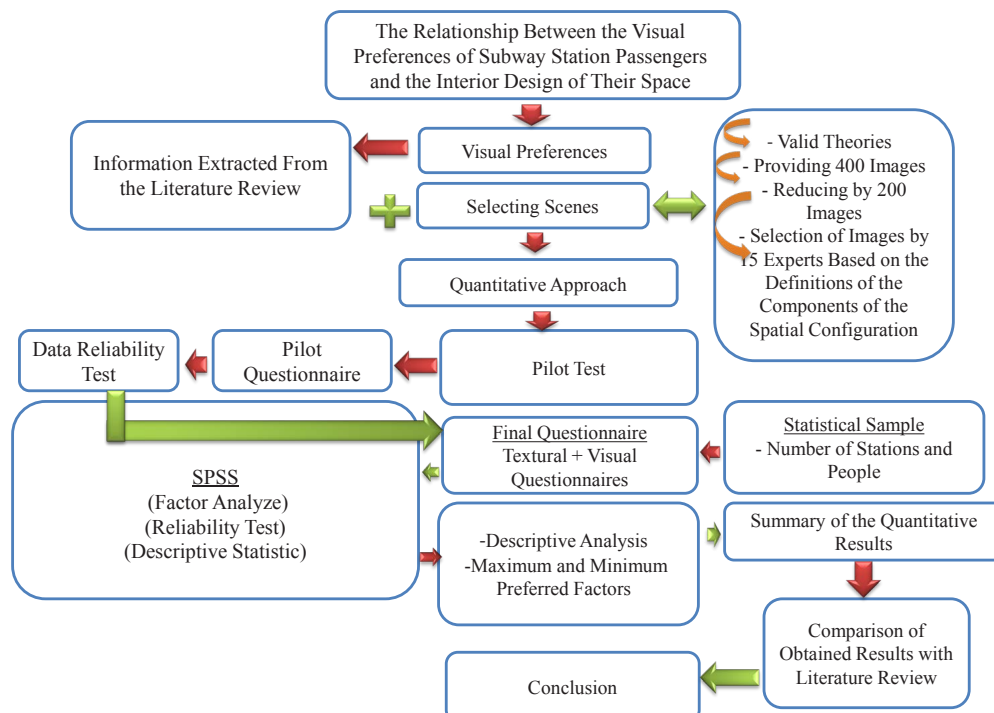 The Relationship Between the Visual
Preferences of Subway Station Passengers
and the Interior Design of Their Space
Information Extracted From
the Literature Review
Visual Preferences
Selecting Scenes
- Valid Theories
- Providing 400 Images
- Reducing by 200
Images
- Selection of Images by
15 Experts Based on the
Definitions of the
Components of the
Spatial Configuration
Quantitative Approach
Data Reliability
Test
Pilot
Questionnaire
Pilot Test
Final Questionnaire
Textural + Visual
Questionnaires
Statistical Sample
- Number of Stations and
People
SPSS
(Factor Analyze)
(Reliability Test)
(Descriptive Statistic)
-Descriptive Analysis
-Maximum and Minimum
Preferred Factors
Summary of the Quantitative
Results
Comparison of
Obtained Results with
Literature Review
Conclusion